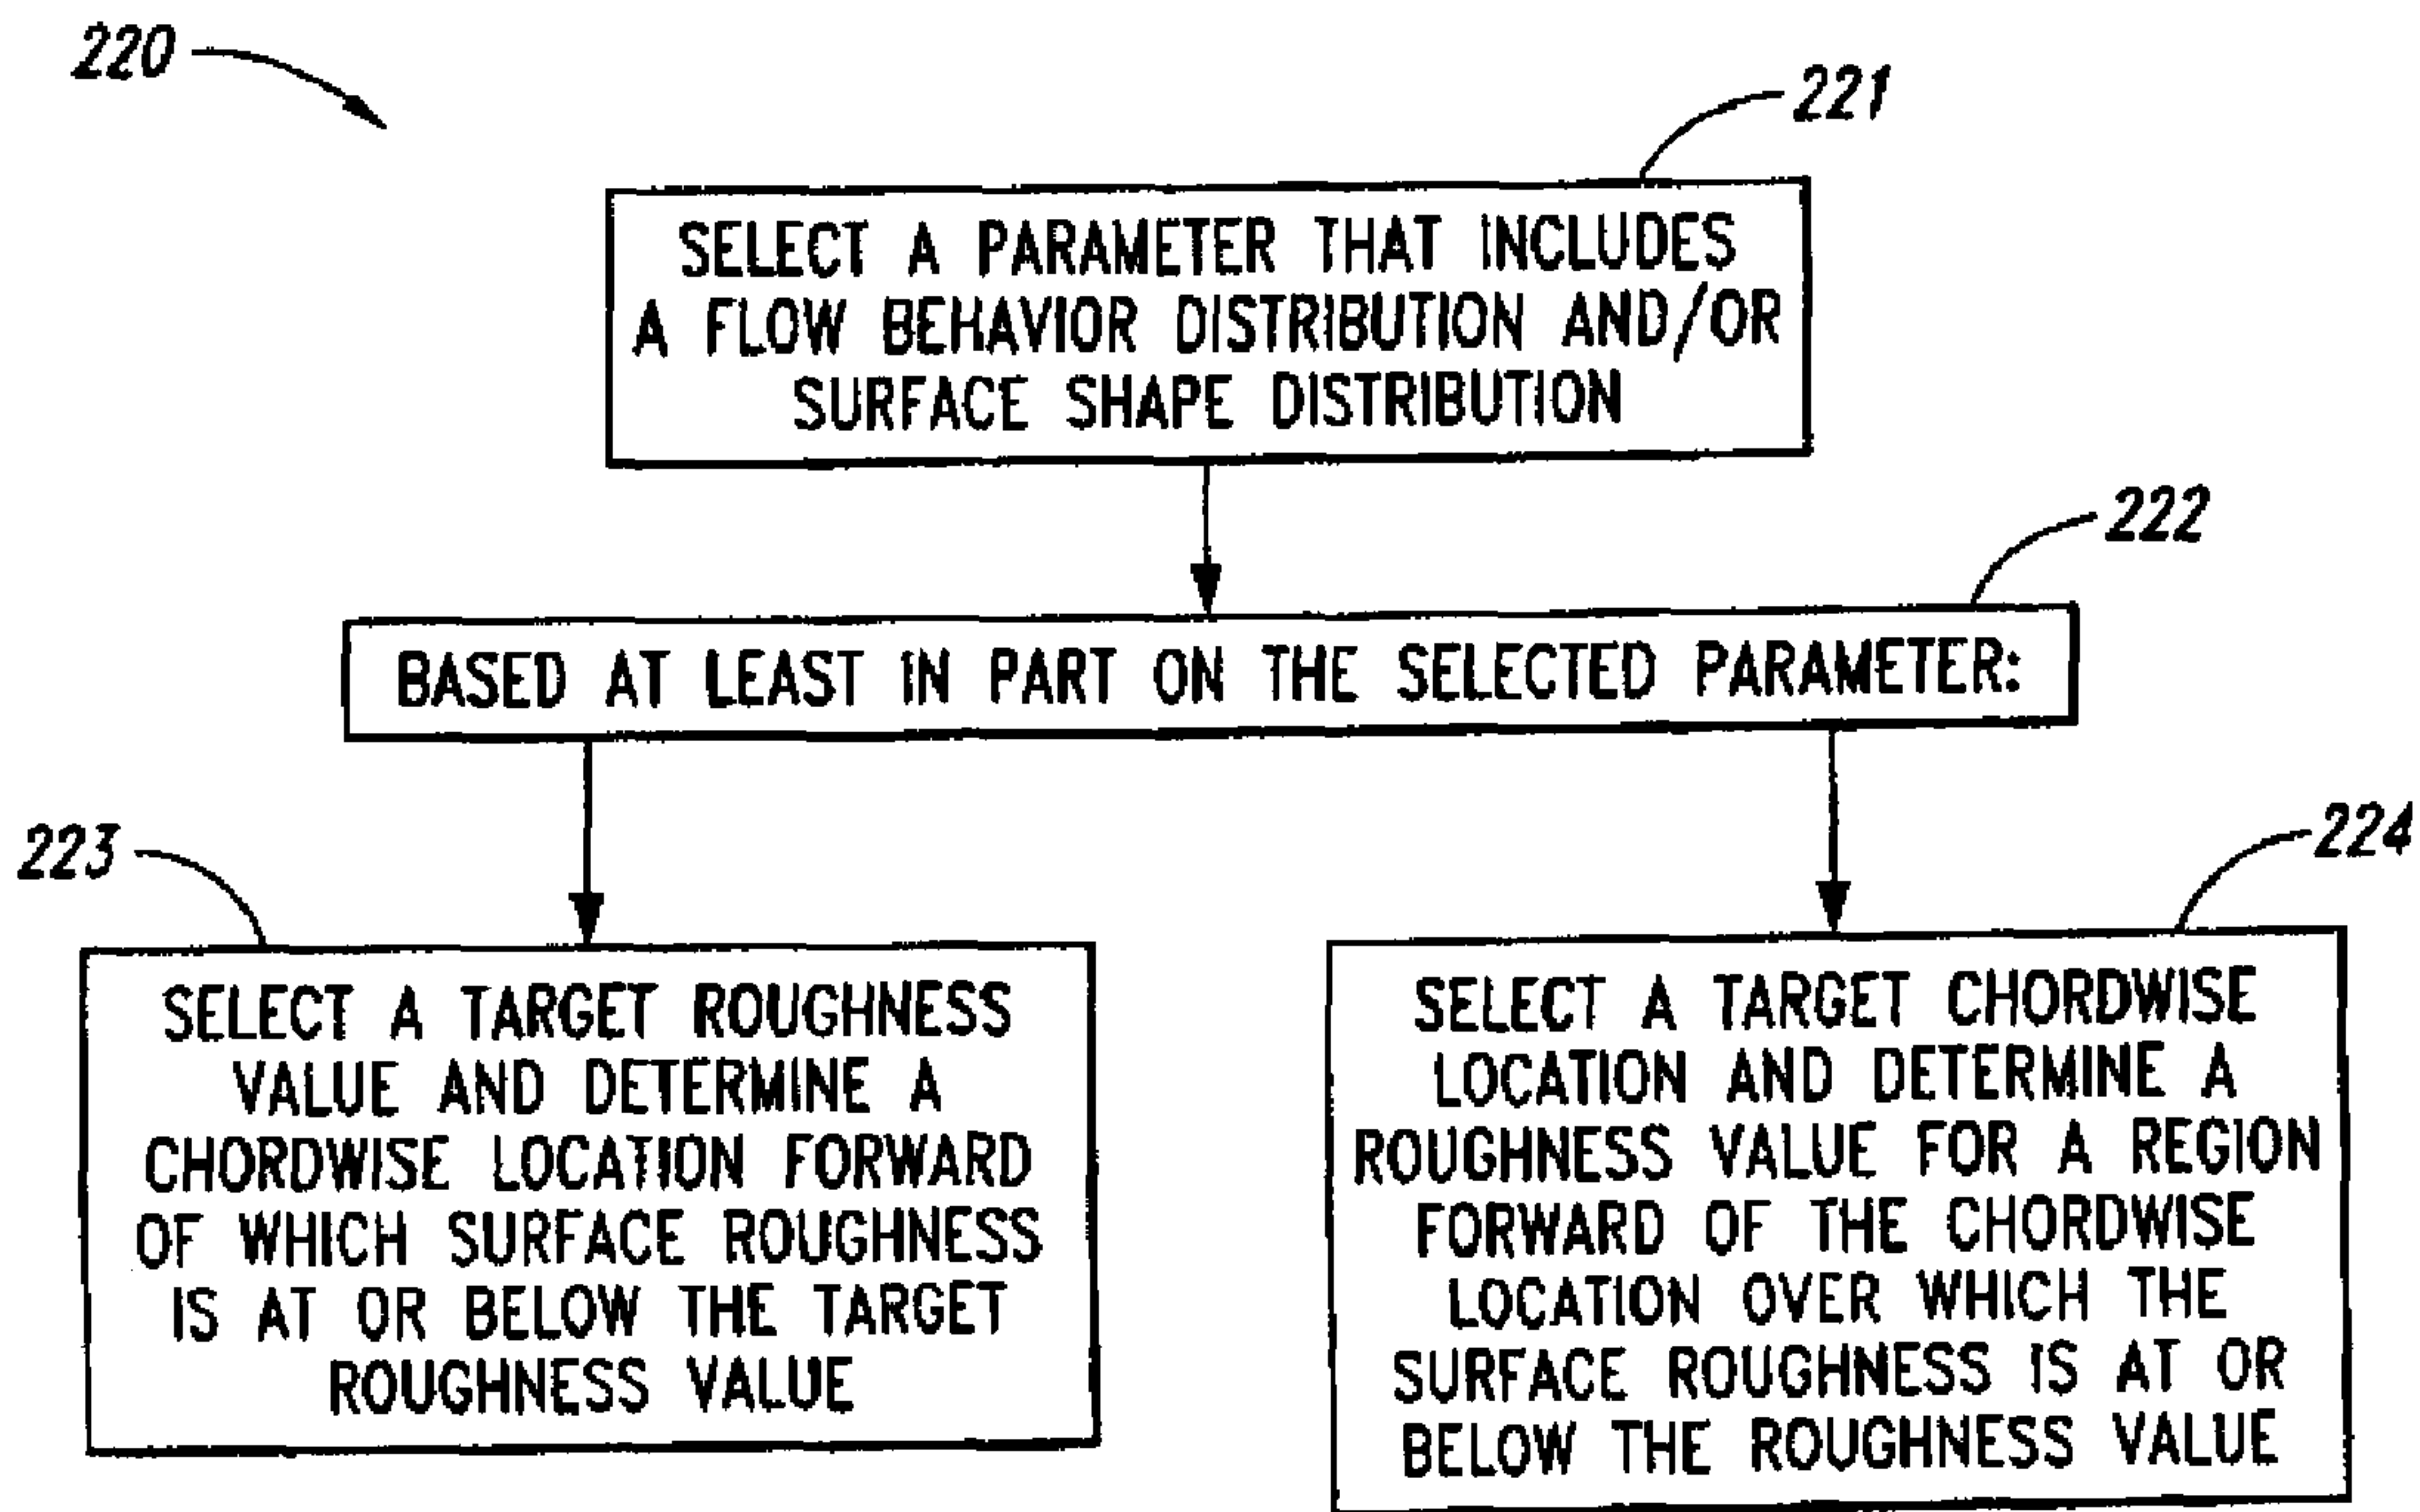 220
221
SELECT A PARAMETER THAT INCLUDES
A FLOW BEHAVIOR DISTRIBUTION AND/OR
SURFACE SHAPE DISTRIBUTION
222
BASED AT LEAST IN PART ON THE SELECTED PARAMETER:
223
SELECT A TARGET ROUGHNESS
VALUE AND DETERMINE A
CHORDWISE LOCATION FORWARD
OF WHICH SURFACE ROUGHNESS
IS AT OR BELOW THE TARGET
ROUGHNESS VALUE
224
SELECT A TARGET CHORDWISE
LOCATION AND DETERMINE A
ROUGHNESS VALUE FOR A REGION
FORWARD OF THE CHORDWISE
LOCATION OVER WHICH THE
SURFACE ROUGHNESS IS AT OR
BELOW THE ROUGHNESS VALUE